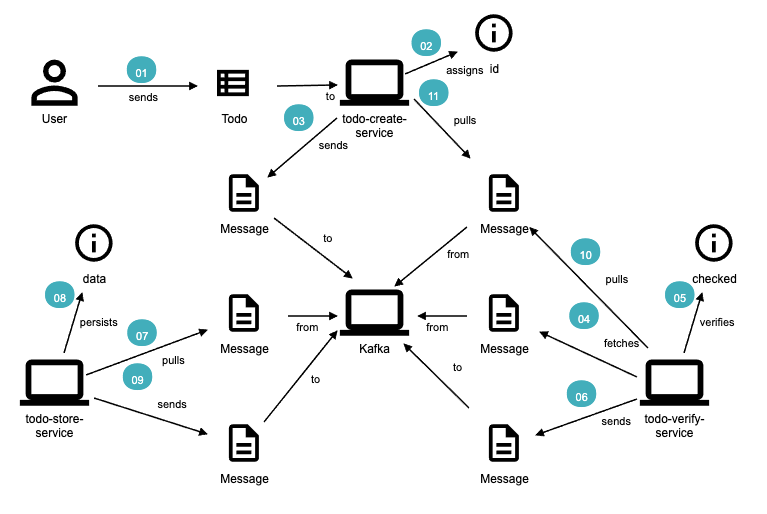 02
id
01
assigns
sends
to
11
User
Todo
todo-create-
service
03
pulls
sends
Message
Message
to
from
10
pulls
data
checked
08
05
persists
verifies
07
04
from
from
fetches
pulls
Message
Kafka
Message
09
to
to
06
sends
sends
todo-store-
service
todo-verify-
service
Message
Message